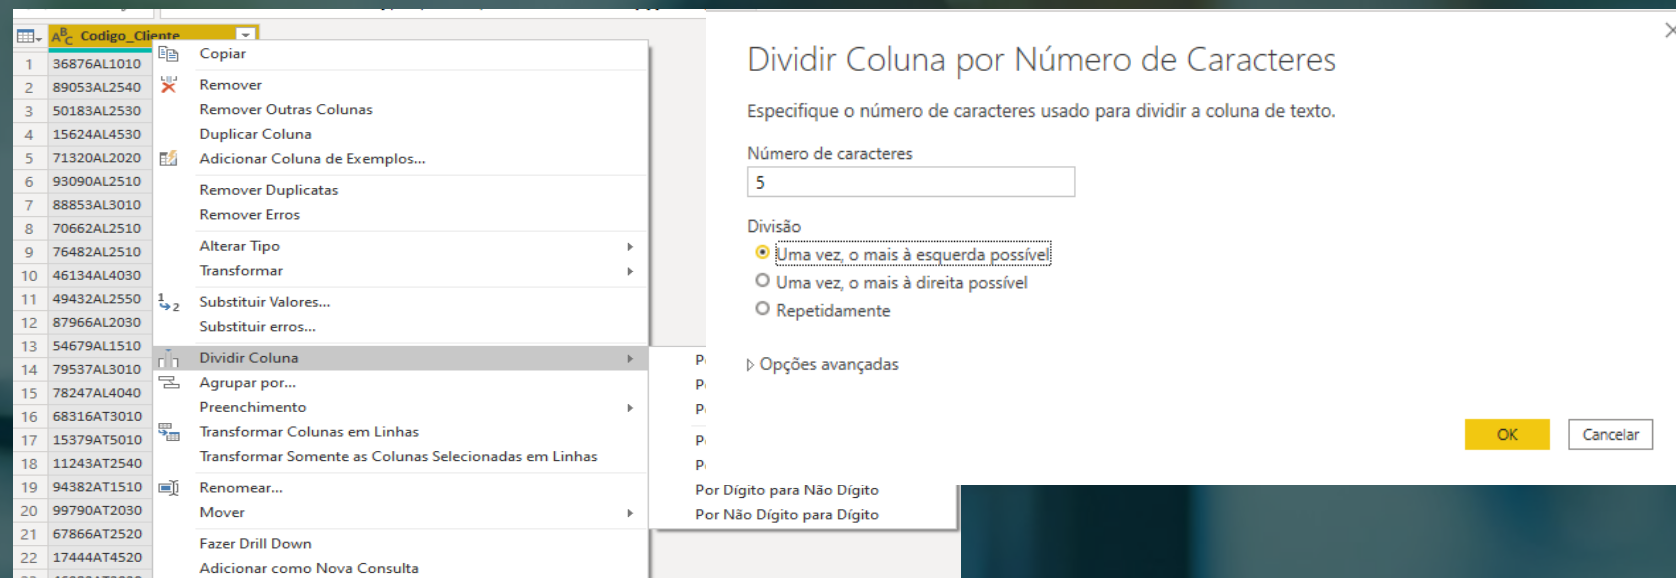 ABC Codigo_Cliente
1 36876AL1010
2 89053AL2540
3 50183AL2530
4 15624AL4530
5 71320AL2020
6 93090AL2510
7 88853AL3010
8 70662AL2510
9 76482AL2510
10 46134AL4030
11 49432AL2550
12 87966AL2030
13 54679AL1510
14 79537AL3010
15 78247AL4040
16 68316AT3010
17 15379AT5010
18 11243AT2540
19 94382AT1510
20 99790AT2030
21 67866AT2520
22 17444AT4520
Copiar
Remover
Remover Outras Colunas
Duplicar Coluna
Adicionar Coluna de Exemplos...
Remover Duplicatas
Remover Erros
Alterar Tipo
Transformar
Substituir Valores...
Substituir erros...
Dividir Coluna
Agrupar por...
Preenchimento
Transformar Colunas em Linhas
Transformar Somente as Colunas Selecionadas em Linhas
Renomear...
Mover
Fazer Drill Down
Adicionar como Nova Consulta
Por Dígito para Não Dígito
Por Não Dígito para Dígito
Dividir Coluna por Número de Caracteres
Especifique o número de caracteres usado para dividir a coluna de texto.
Número de caracteres
5
Divisão
Uma vez, o mais à esquerda possível
Uma vez, o mais à direita possível
Repetidamente
Opções avançadas
OK
Cancelar